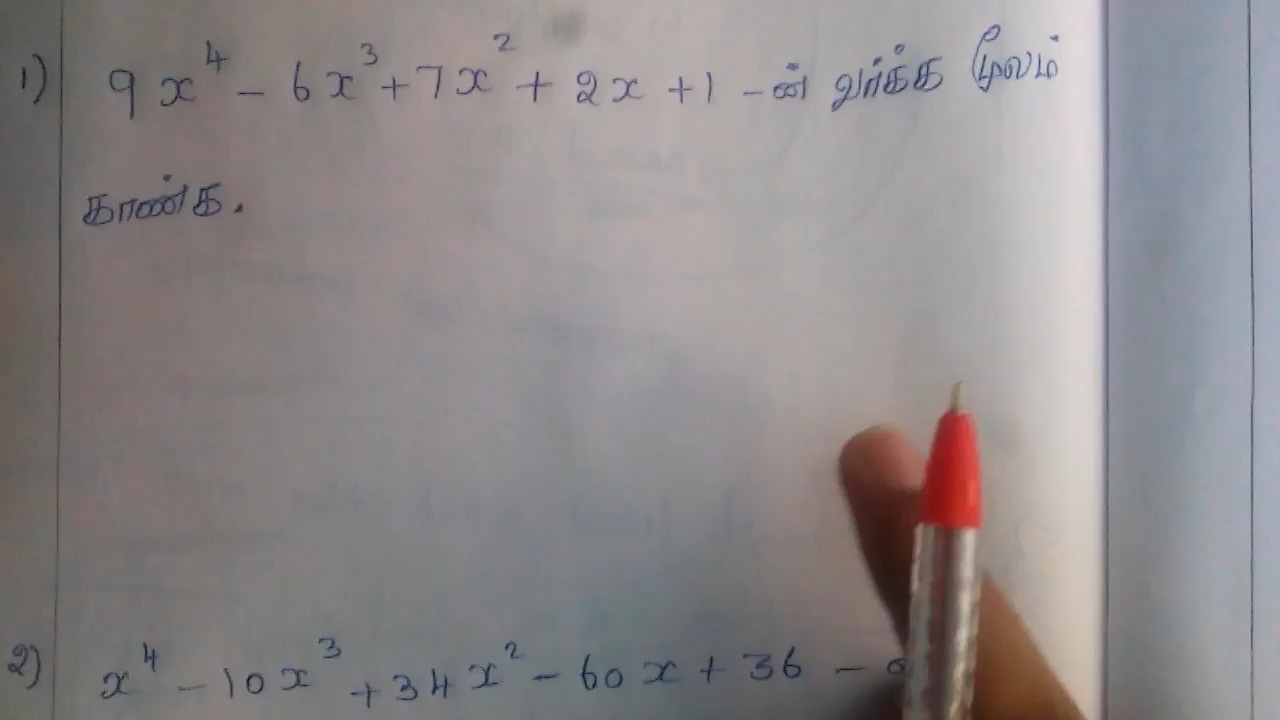 1) 9x⁴ - 6x³ + 7x² + 2x + 1 -ன் வர்க்க மூலம்
காண்க.
2) x⁴ - 10x³ + 34x² - 60x + 36 -